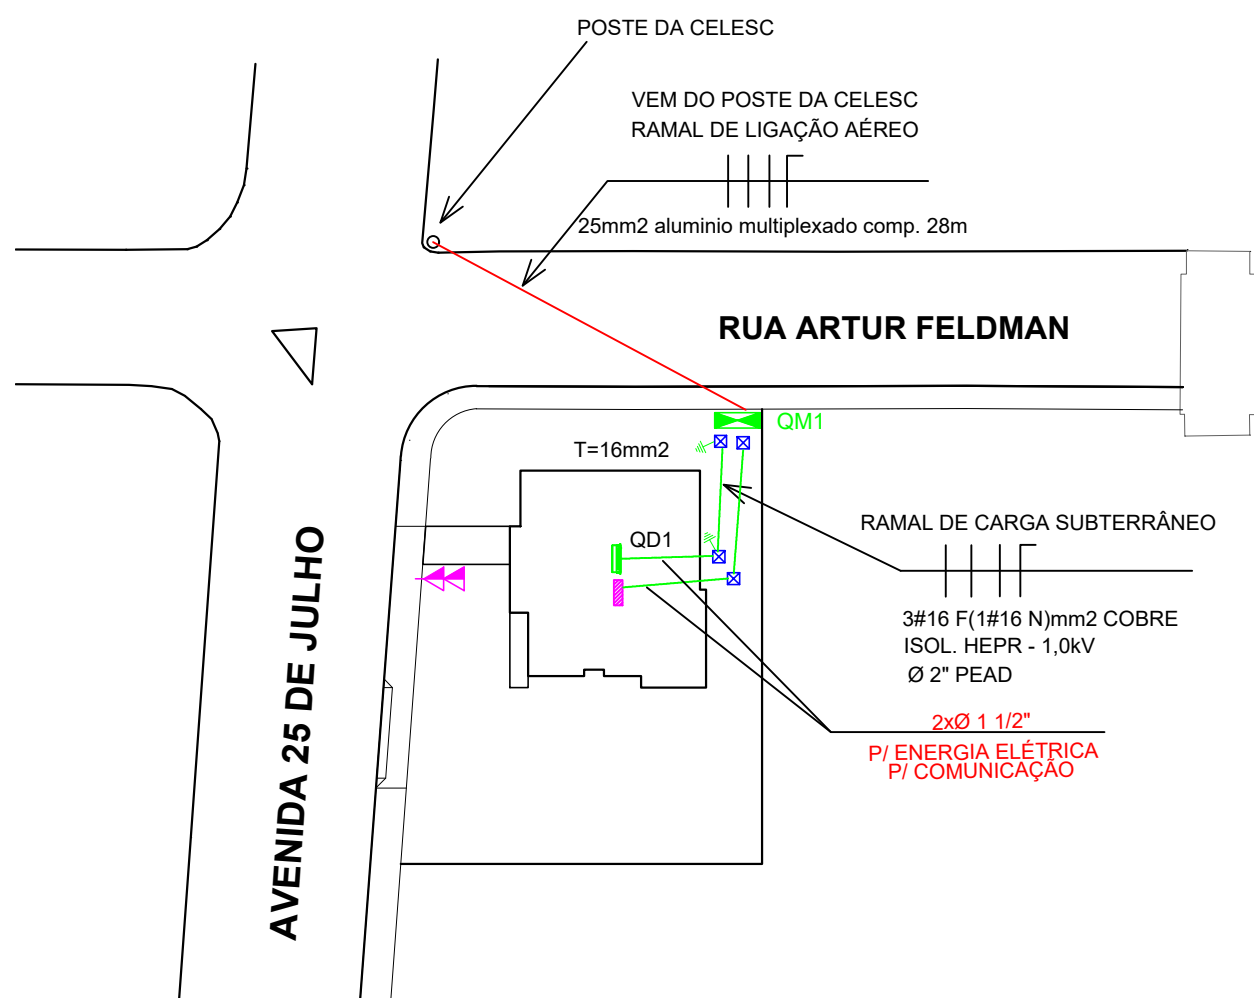 POSTE DA CELESC
VEM DO POSTE DA CELESC
RAMAL DE LIGAÇÃO AÉREO
25mm2 aluminio multiplexado comp. 28m
RUA ARTUR FELDMAN
QM1
T=16mm2
QD1
RAMAL DE CARGA SUBTERRÂNEO
3#16 F(1#16 N)mm2 COBRE
ISOL. HEPR - 1,0kV
Ø 2" PEAD
2xØ 1 1/2"
P/ ENERGIA ELÉTRICA
P/ COMUNICAÇÃO
AVENIDA 25 DE JULHO